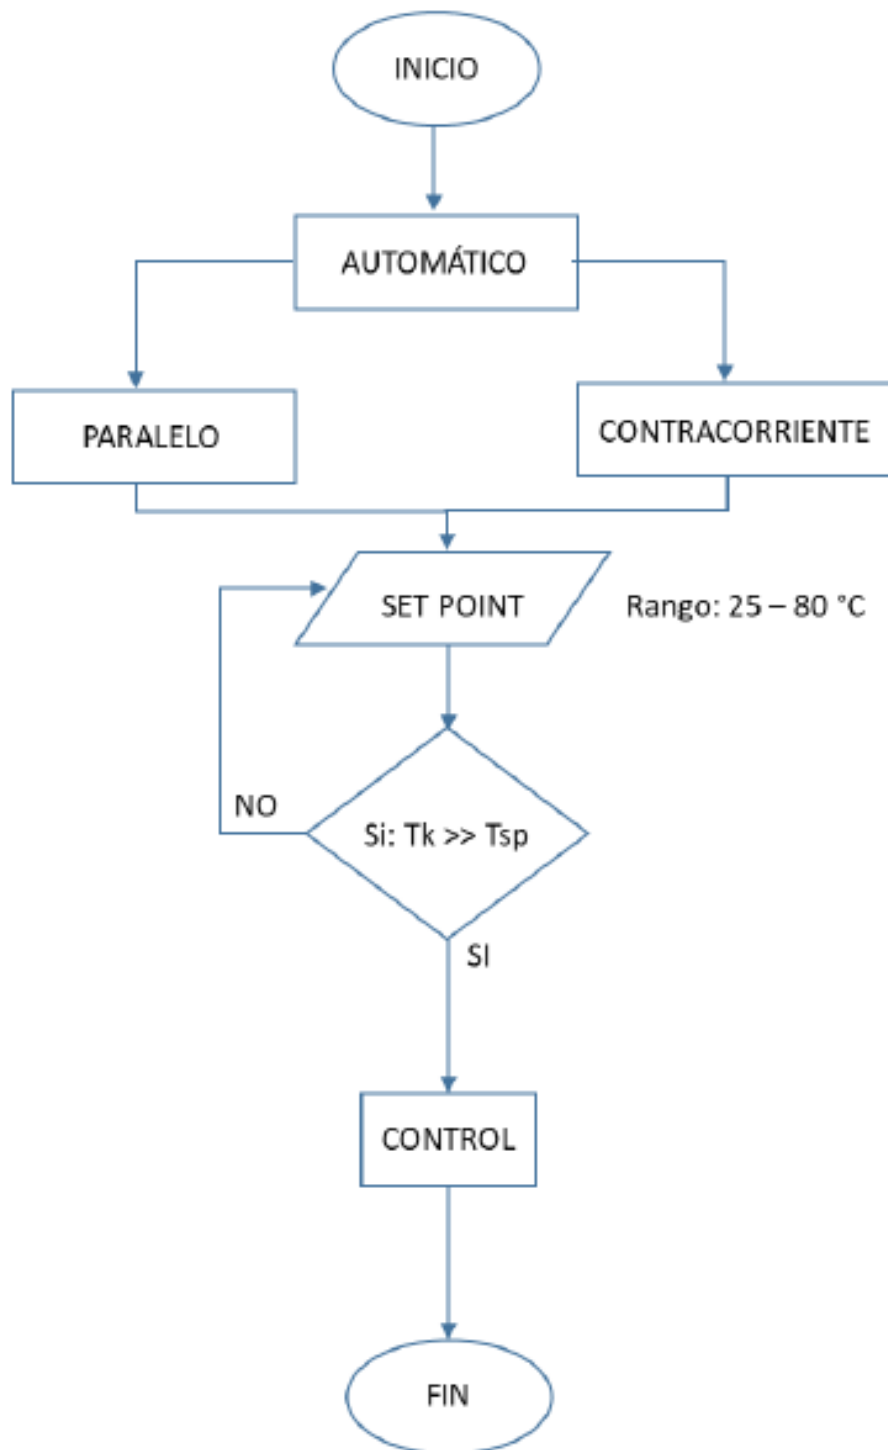 INICIO
AUTOMÁTICO
PARALELO
CONTRACORRIENTE
SET POINT
Rango: 25 – 80 °C
NO
Si: Tk >> Tsp
SI
CONTROL
FIN